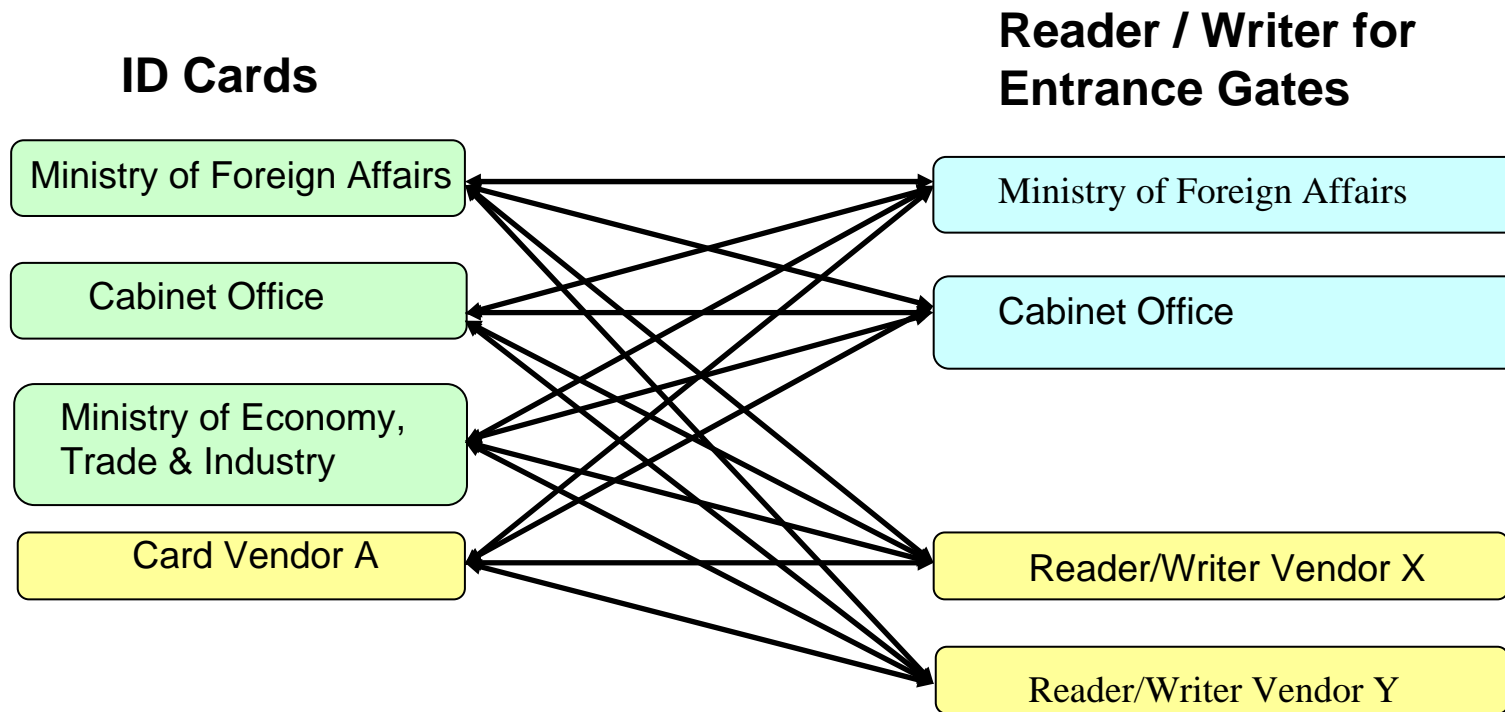 ID Cards
Reader / Writer for
Entrance Gates
Ministry of Foreign Affairs
Cabinet Office
Ministry of Economy,
Trade & Industry
Card Vendor A
Ministry of Foreign Affairs
Cabinet Office
Reader/Writer Vendor X
Reader/Writer Vendor Y